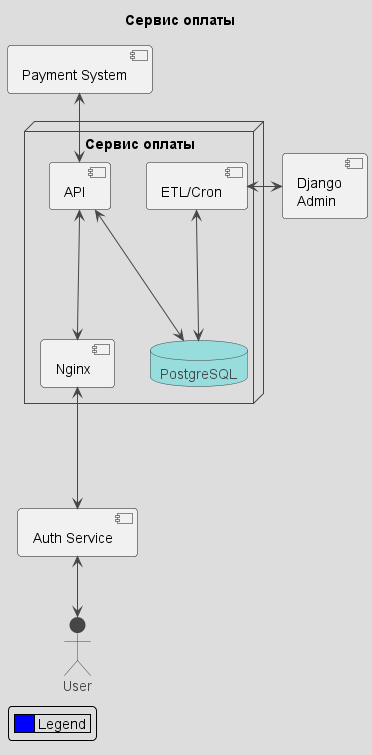 Сервис оплаты
Payment System
Сервис оплаты
API
ETL/Cron
Django
Admin
Nginx
PostgreSQL
Auth Service
User
Legend